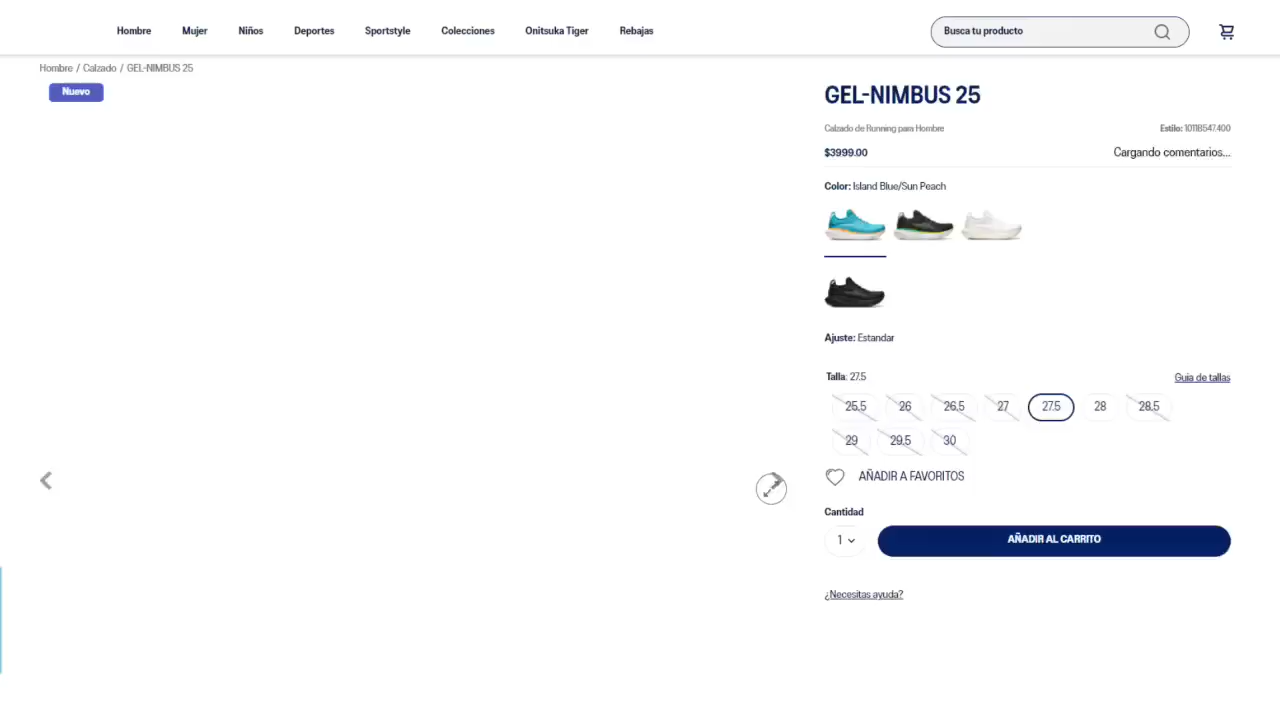 Hombre Mujer Niños Deportes Sportstyle Colecciones Onitsuka Tiger Rebajas Busca tu producto
Hombre / Calzado / GEL-NIMBUS 25
Nuevo
GEL-NIMBUS 25
Calzado de Running para Hombre Estilo: 1011B547.400
$3999.00 Cargando comentarios...
Color: Island Blue/Sun Peach
Ajuste: Estandar
Talla: 27.5 Guia de tallas
25.5 26 26.5 27 27.5 28 28.5
29 29.5 30
AÑADIR A FAVORITOS
Cantidad
1 AÑADIR AL CARRITO
¿Necesitas ayuda?